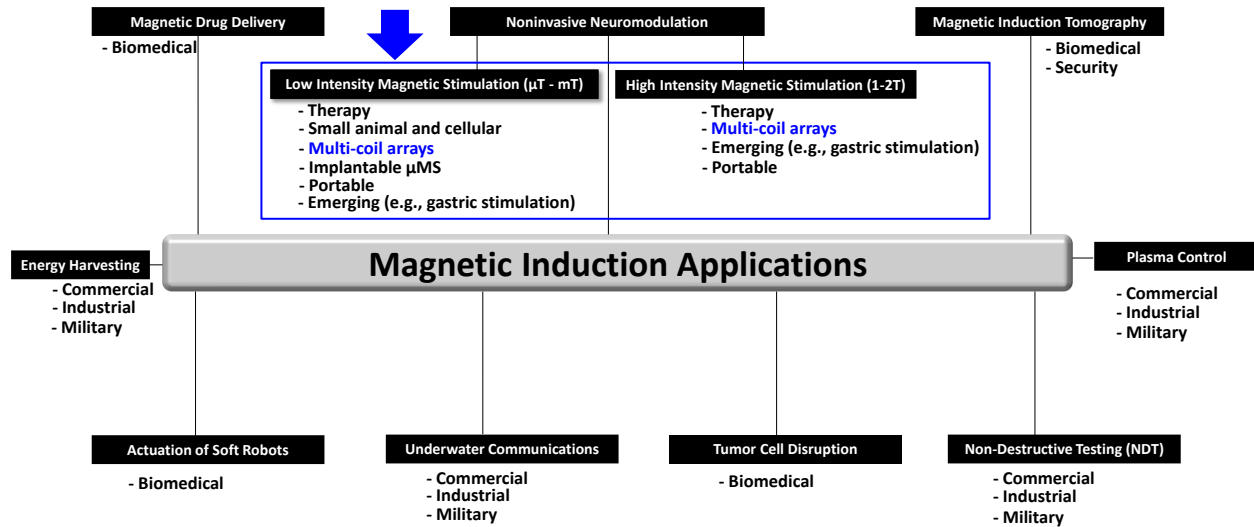 Magnetic Drug Delivery
- Biomedical
Noninvasive Neuromodulation
Magnetic Induction Tomography
- Biomedical
- Security
Low Intensity Magnetic Stimulation (µT - mT)
- Therapy
- Small animal and cellular
- Multi-coil arrays
- Implantable µMS
- Portable
- Emerging (e.g., gastric stimulation)
High Intensity Magnetic Stimulation (1-2T)
- Therapy
- Multi-coil arrays
- Emerging (e.g., gastric stimulation)
- Portable
Energy Harvesting
- Commercial
- Industrial
- Military
Magnetic Induction Applications
Plasma Control
- Commercial
- Industrial
- Military
Actuation of Soft Robots
- Biomedical
Underwater Communications
- Commercial
- Industrial
- Military
Tumor Cell Disruption
- Biomedical
Non-Destructive Testing (NDT)
- Commercial
- Industrial
- Military